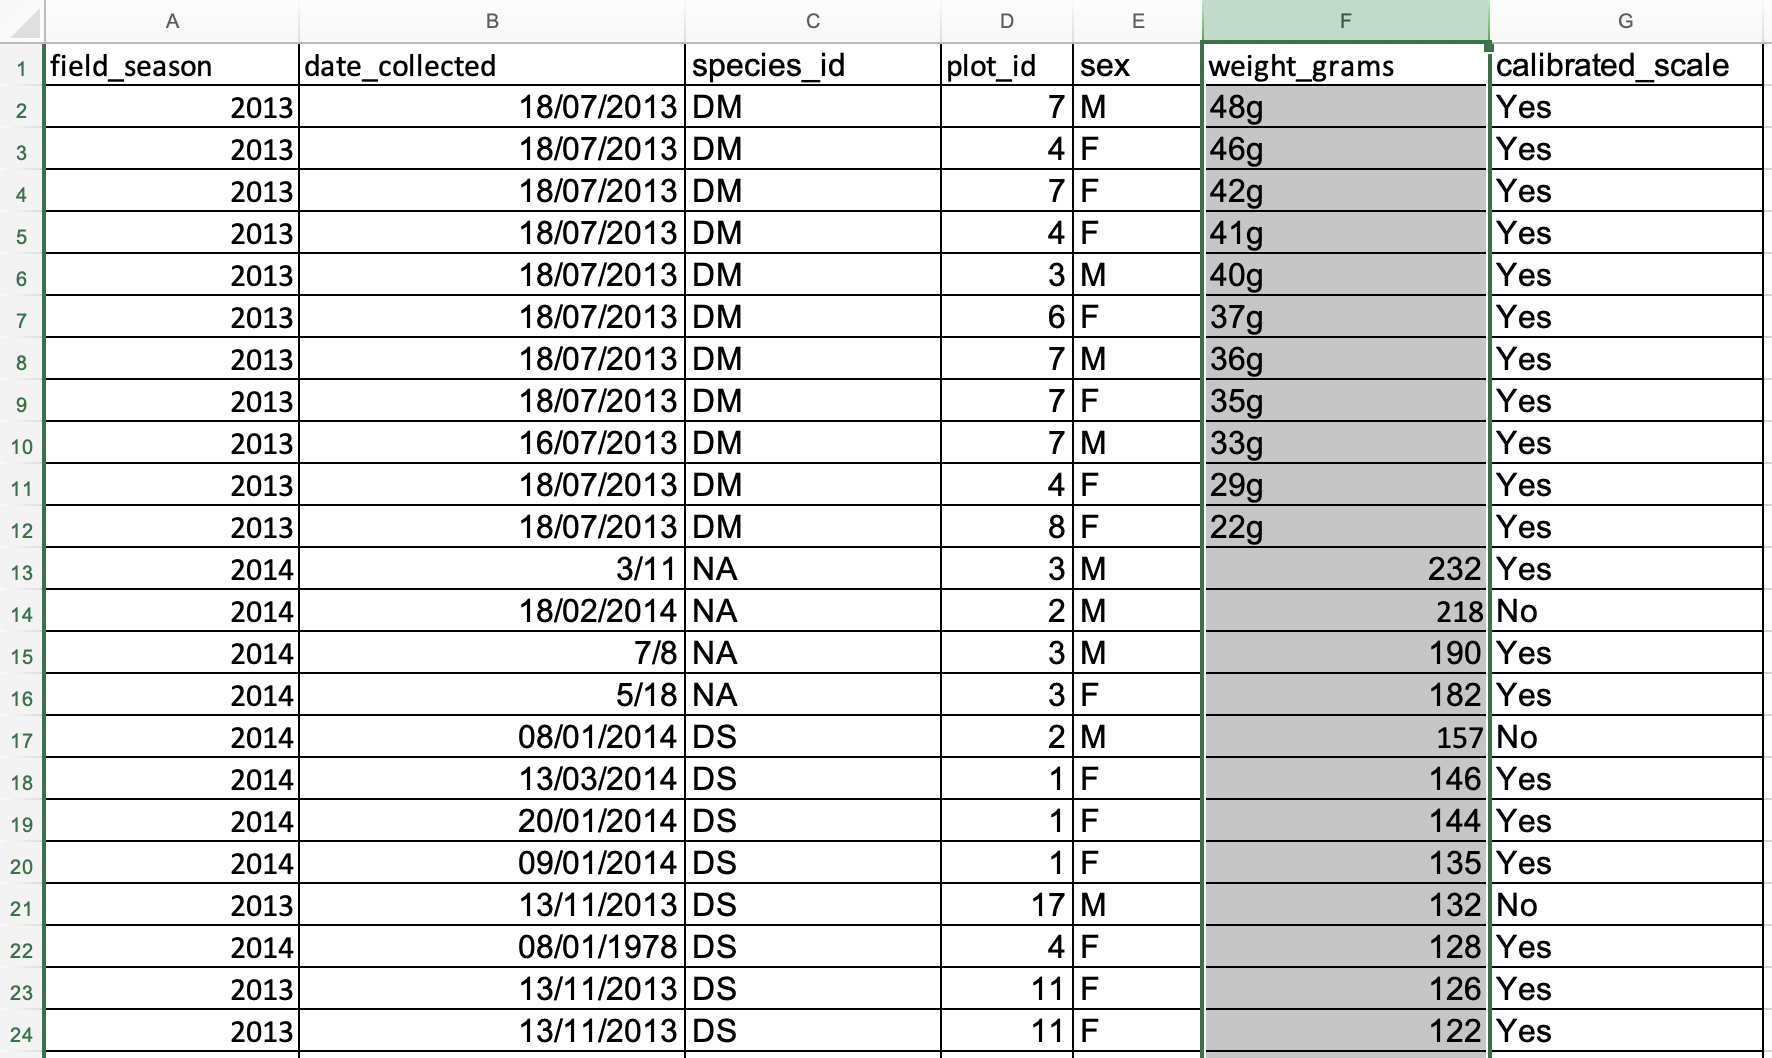 A B C D E F G
1 field_season date_collected species_id plot_id sex weight_grams calibrated_scale
2 2013 18/07/2013 DM 7 M 48g Yes
3 2013 18/07/2013 DM 4 F 46g Yes
4 2013 18/07/2013 DM 7 F 42g Yes
5 2013 18/07/2013 DM 4 F 41g Yes
6 2013 18/07/2013 DM 3 M 40g Yes
7 2013 18/07/2013 DM 6 F 37g Yes
8 2013 18/07/2013 DM 7 M 36g Yes
9 2013 18/07/2013 DM 7 F 35g Yes
10 2013 16/07/2013 DM 7 M 33g Yes
11 2013 18/07/2013 DM 4 F 29g Yes
12 2013 18/07/2013 DM 8 F 22g Yes
13 2014 3/11 NA 3 M 232 Yes
14 2014 18/02/2014 NA 2 M 218 No
15 2014 7/8 NA 3 M 190 Yes
16 2014 5/18 NA 3 F 182 Yes
17 2014 08/01/2014 DS 2 M 157 No
18 2014 13/03/2014 DS 1 F 146 Yes
19 2014 20/01/2014 DS 1 F 144 Yes
20 2014 09/01/2014 DS 1 F 135 Yes
21 2013 13/11/2013 DS 17 M 132 No
22 2014 08/01/1978 DS 4 F 128 Yes
23 2013 13/11/2013 DS 11 F 126 Yes
24 2013 13/11/2013 DS 11 F 122 Yes